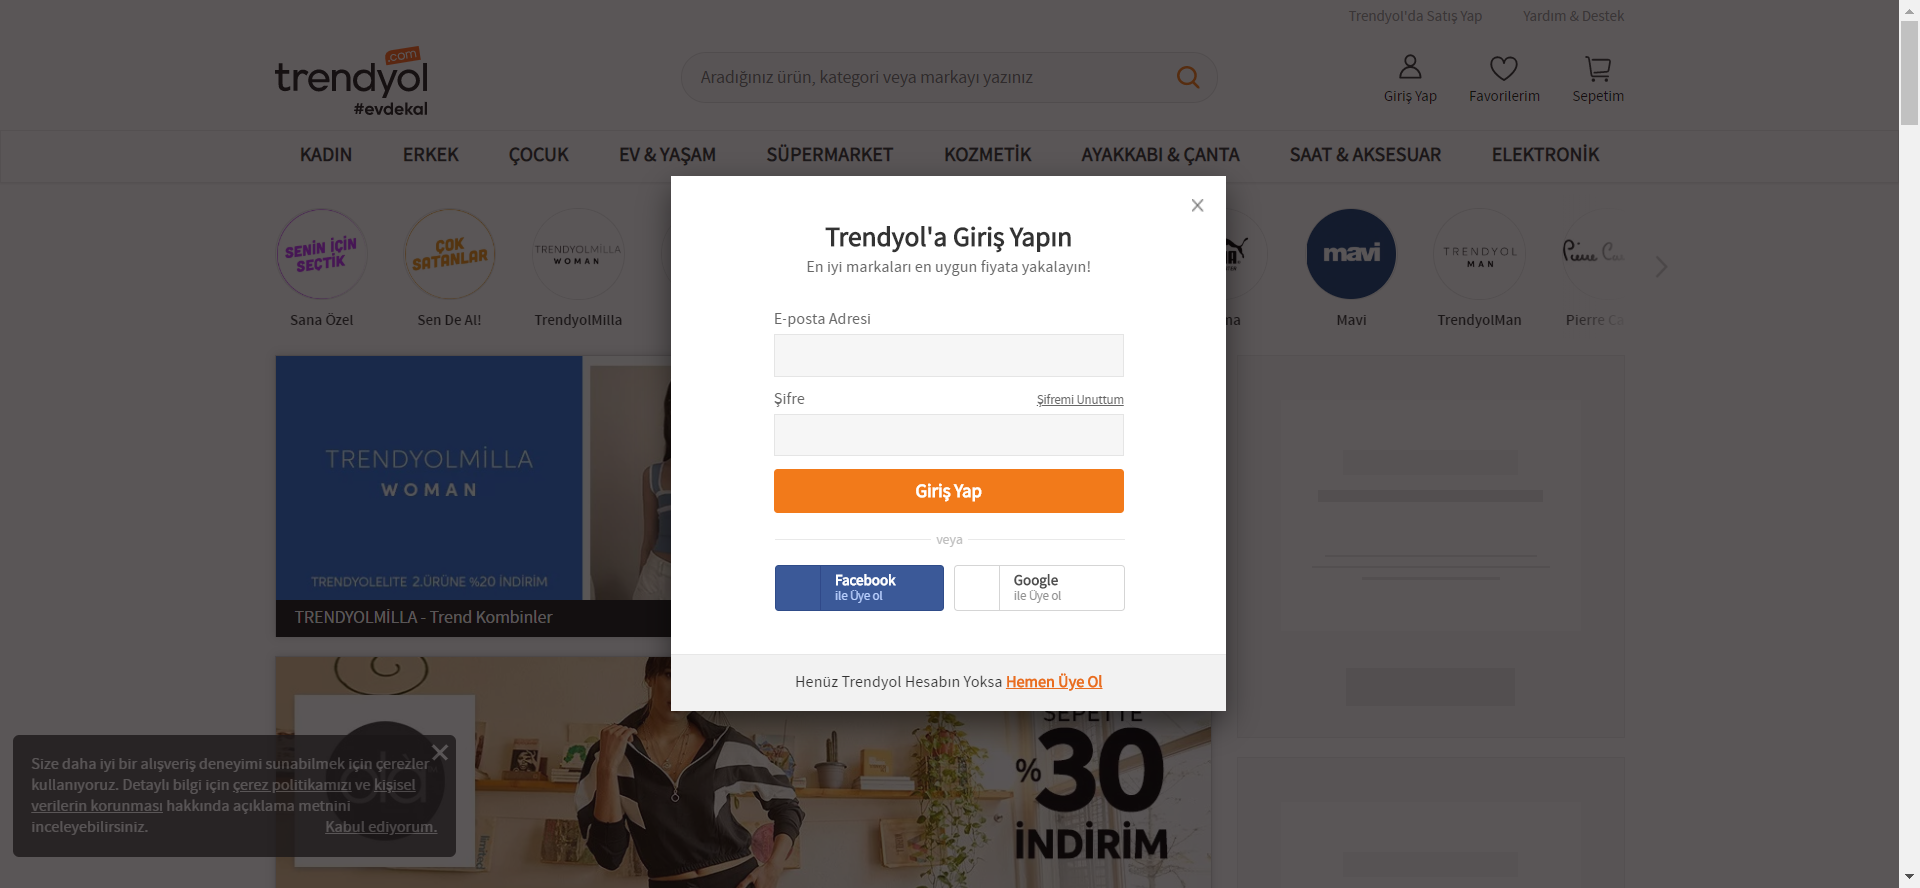 Trendyol'da Satış Yap
Yardım & Destek
trendyol
.com
#evdekal
Aradığınız ürün, kategori veya markayı yazınız
Giriş Yap
Favorilerim
Sepetim
KADIN
ERKEK
ÇOCUK
EV & YAŞAM
SÜPERMARKET
KOZMETİK
AYAKKABI & ÇANTA
SAAT & AKSESUAR
ELEKTRONİK
SENİN İÇİN
SEÇTİK
Sana Özel
ÇOK
SATANLAR
Sen De Al!
TRENDYOLMILLA
WOMAN
TrendyolMilla
mavi
Mavi
TRENDYOL
MAN
TrendyolMan
Pierre Ca
Trendyol'a Giriş Yapın
En iyi markaları en uygun fiyata yakalayın!
E-posta Adresi
Şifre
Şifremi Unuttum
Giriş Yap
veya
Facebook
ile Üye ol
Google
ile Üye ol
Henüz Trendyol Hesabın Yoksa Hemen Üye Ol
TRENDYOLMİLLA
WOMAN
TRENDYOLELITE 2.ÜRÜNE %20 İNDİRİM
TRENDYOLMİLLA - Trend Kombinler
SEPETTE
%30
İNDİRİM
Size daha iyi bir alışveriş deneyimi sunabilmek için çerezler
kullanıyoruz. Detaylı bilgi için çerez politikamızı ve kişisel
verilerin korunması hakkında açıklama metnini
inceleyebilirsiniz.
Kabul ediyorum.